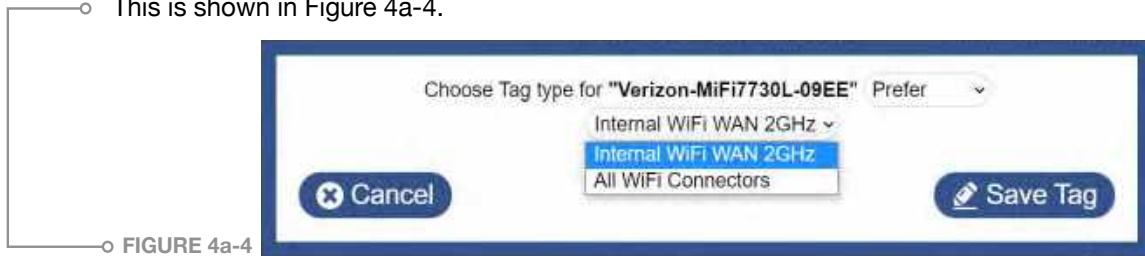 This is shown in Figure 4a-4.
Choose Tag type for "Verizon-MiFi7730L-09EE" Prefer
Internal WiFi WAN 2GHz
Internal WiFi WAN 2GHz
All WiFi Connectors
Cancel
Save Tag
FIGURE 4a-4